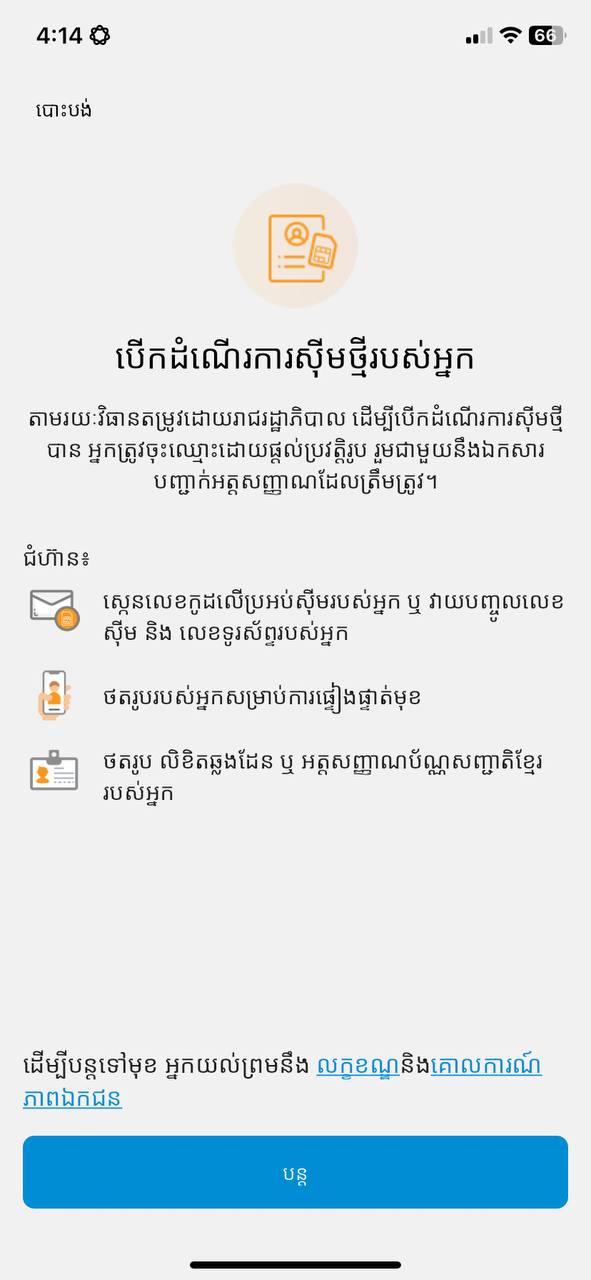 4:14
66
បោះបង់
បើកដំណើរការស៊ីមថ្មីរបស់អ្នក
តាមរយៈវិធានតម្រូវដោយរាជរដ្ឋាភិបាល ដើម្បីបើកដំណើរការស៊ីមថ្មី
បាន អ្នកត្រូវចុះឈ្មោះដោយផ្តល់ប្រវត្តិរូប រួមជាមួយនឹងឯកសារ
បញ្ជាក់អត្តសញ្ញាណដែលត្រឹមត្រូវ។
ជំហ៊ាន៖
ស្កេនលេខកូដលើប្រអប់ស៊ីមរបស់អ្នក ឬ វាយបញ្ចូលលេខ
ស៊ីម និង លេខទូរស័ព្ទរបស់អ្នក
ថតរូបរបស់អ្នកសម្រាប់ការផ្ទៀងផ្ទាត់មុខ
ថតរូប លិខិតឆ្លងដែន ឬ អត្តសញ្ញាណប័ណ្ណសញ្ជាតិខ្មែរ
របស់អ្នក
ដើម្បីបន្តទៅមុខ អ្នកយល់ព្រមនឹង លក្ខខណ្ឌនិងគោលការណ៍
ភាពឯកជន
បន្ត